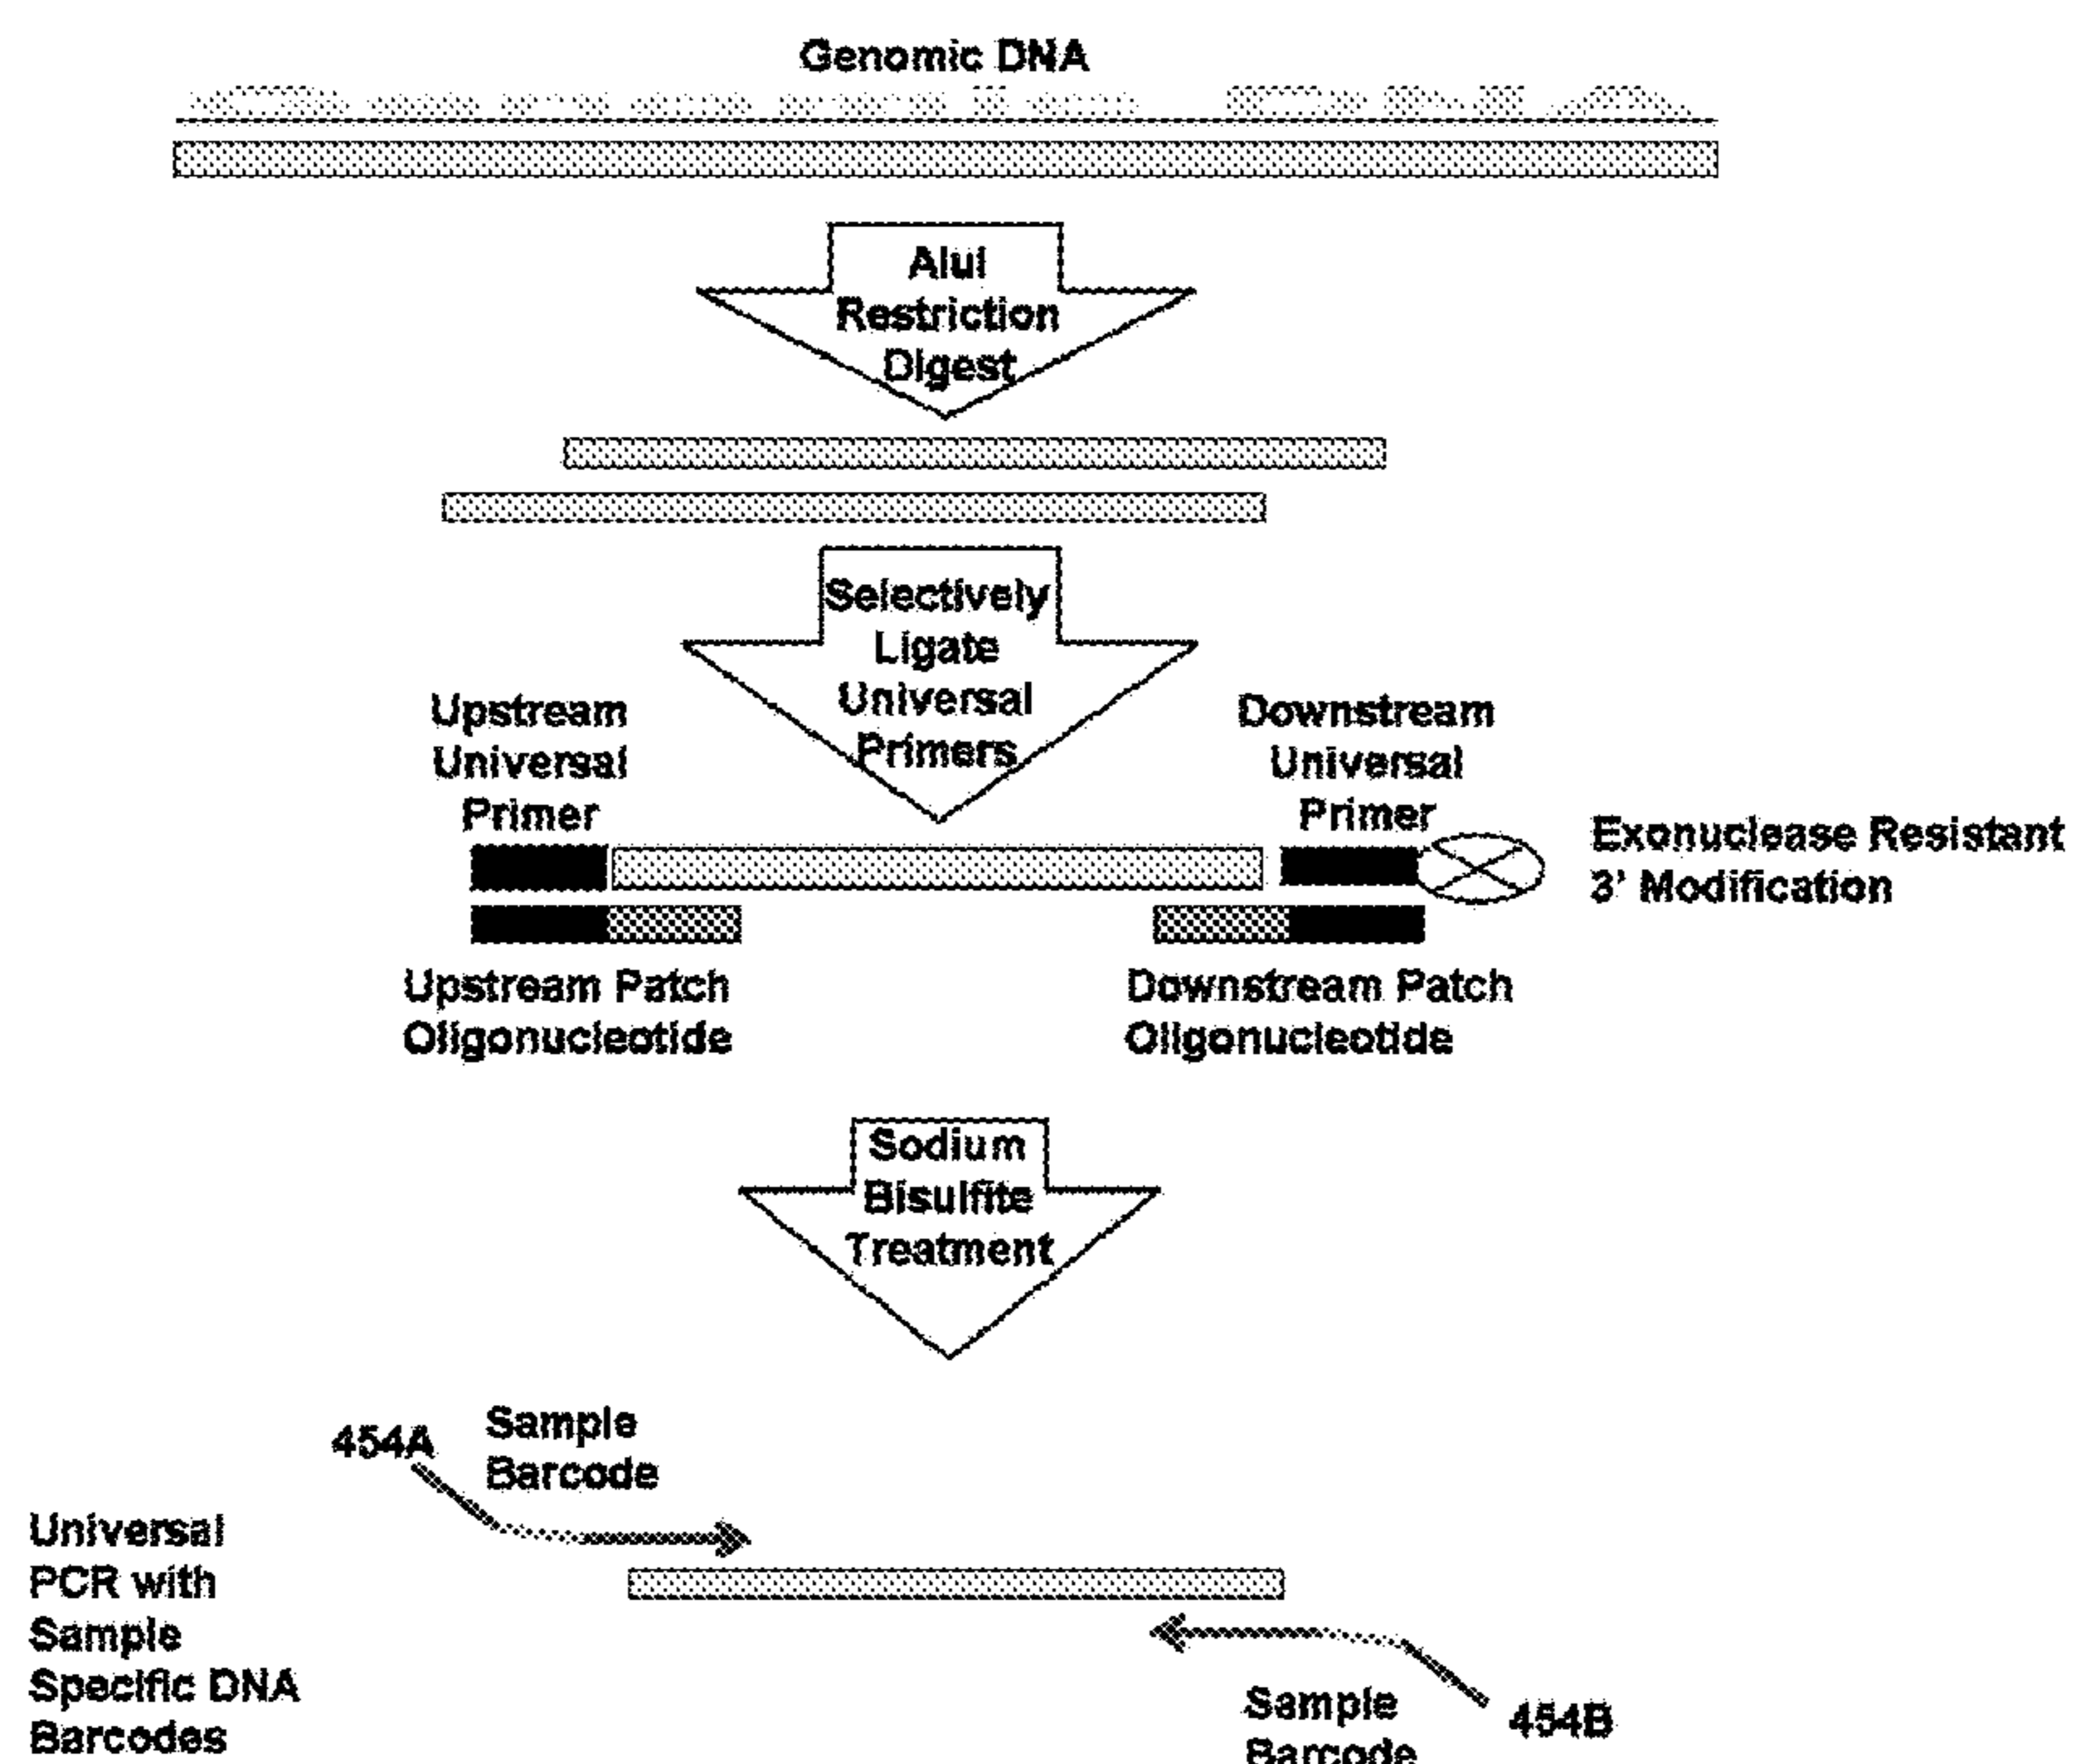 Genomic DNA
AluI
Restriction
Digest
Selectively
Ligate
Universal
Primers
Upstream
Universal
Primer
Downstream
Universal
Primer
Exonuclease Resistant
3' Modification
Upstream Patch
Oligonucleotide
Downstream Patch
Oligonucleotide
Sodium
Bisulfite
Treatment
454A
Sample
Barcode
Universal
PCR with
Sample
Specific DNA
Barcodes
Sample
Barcode
454B